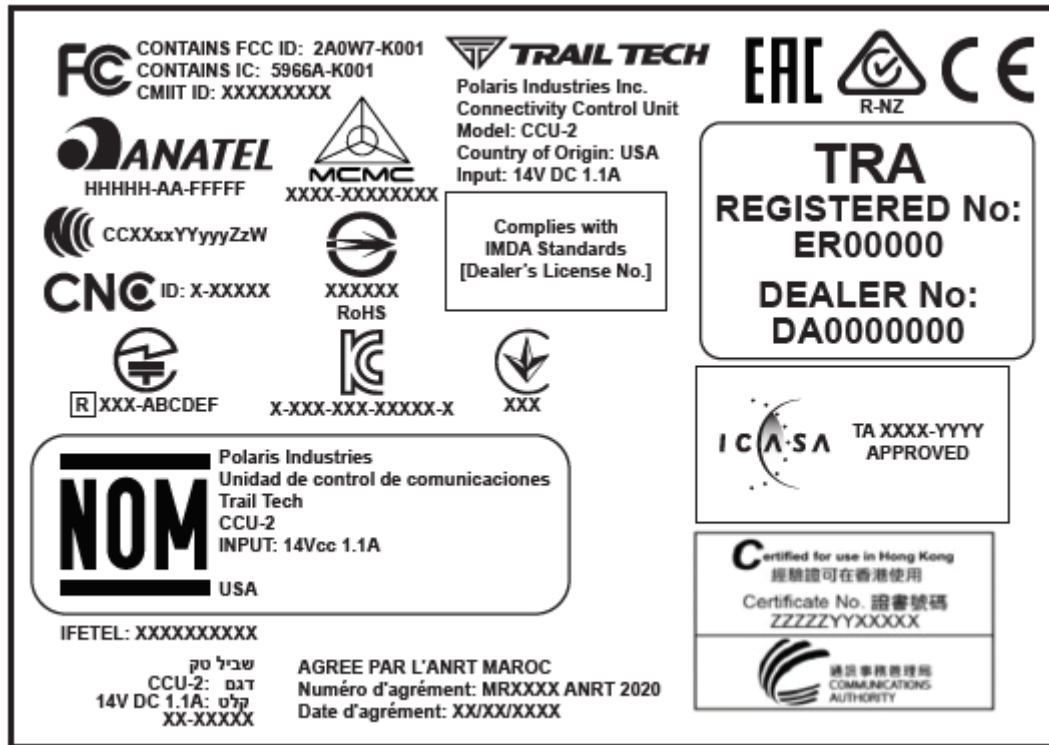 FC CONTAINS FCC ID: 2A0W7-K001
CONTAINS IC: 5966A-K001
CMIIT ID: XXXXXXXXX
TRAIL TECH
Polaris Industries Inc.
Connectivity Control Unit
Model: CCU-2
Country of Origin: USA
Input: 14V DC 1.1A
EAC
R-NZ
CE
ANATEL
HHHHH-AA-FFFFF
MCMC
XXXX-XXXXXXXX
CCXXxxYYyyyZzW
CNC ID: X-XXXXX
XXXXXX
RoHS
Complies with
IMDA Standards
[Dealer's License No.]
TRA
REGISTERED No:
ER00000
DEALER No:
DA0000000
R XXX-ABCDEF
KC
X-XXX-XXX-XXXXX-X
XXX
ICASA
TA XXXX-YYYY
APPROVED
NOM
Polaris Industries
Unidad de control de comunicaciones
Trail Tech
CCU-2
INPUT: 14Vcc 1.1A
USA
Certified for use in Hong Kong
經驗證可在香港使用
Certificate No. 證書號碼
ZZZZZYYXXXXX
通訊事務管理局
COMMUNICATIONS
AUTHORITY
IFETEL: XXXXXXXXXX
שביל טק
דגם: CCU-2
קלט: 14V DC 1.1A
XX-XXXXX
AGREE PAR L'ANRT MAROC
Numéro d'agrément: MRXXXX ANRT 2020
Date d'agrément: XX/XX/XXXX